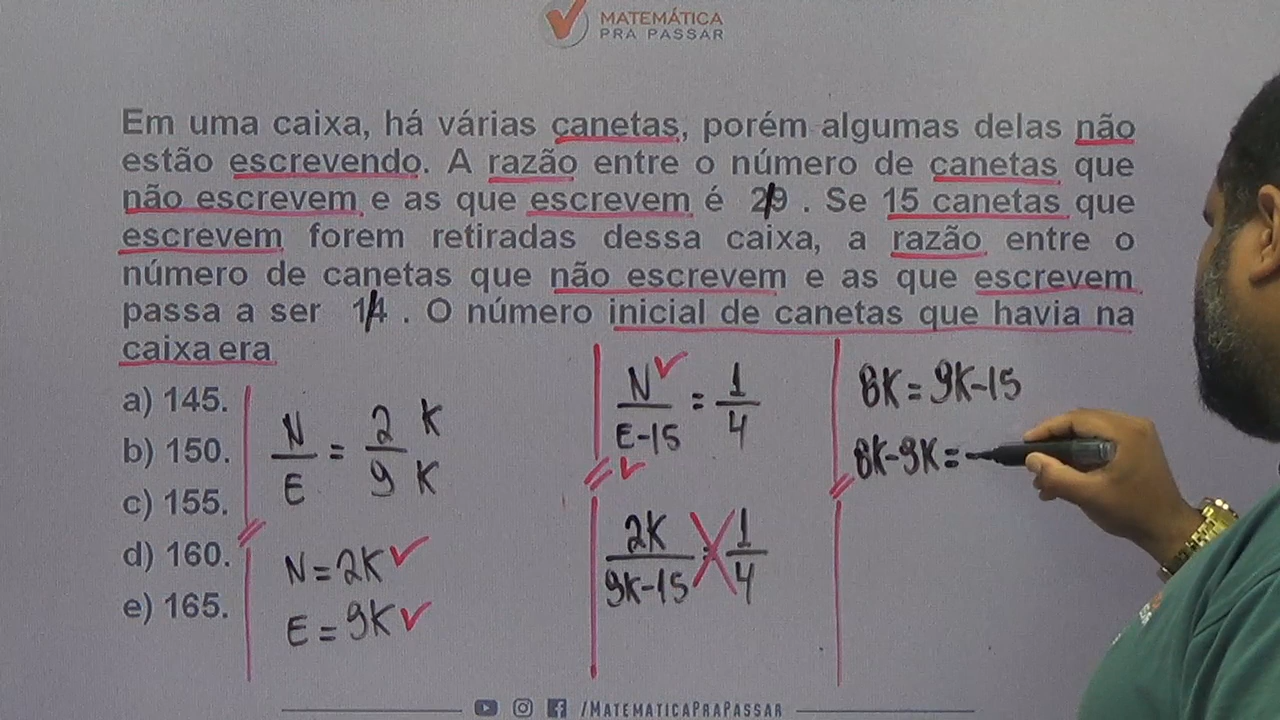 MATEMÁTICA
PRA PASSAR
Em uma caixa, há várias canetas, porém algumas delas não
estão escrevendo. A razão entre o número de canetas que
não escrevem e as que escrevem é 2/9 . Se 15 canetas que
escrevem forem retiradas dessa caixa, a razão entre o
número de canetas que não escrevem e as que escrevem
passa a ser 1/4 . O número inicial de canetas que havia na
caixa era
a) 145.
b) 150.
c) 155.
d) 160.
e) 165.
N/E = 2K/9K
N=2K
E=9K
N/E-15 = 1/4
2K/9K-15 = 1/4
8K=9K-15
8K-9K=-
/MATEMATICAPRAPASSAR